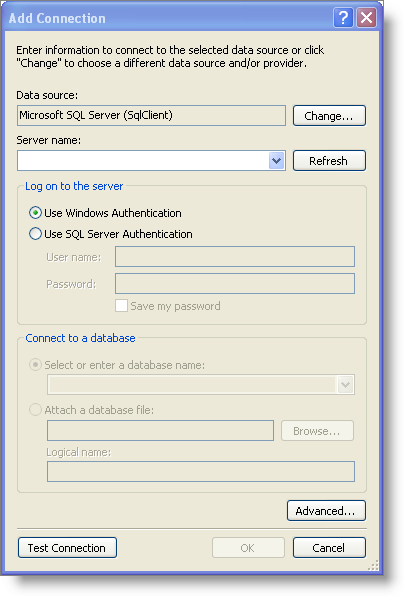 Add Connection
Enter information to connect to the selected data source or click
"Change" to choose a different data source and/or provider.
Data source:
Microsoft SQL Server (SqlClient)
Change...
Server name:
Refresh
Log on to the server
Use Windows Authentication
Use SQL Server Authentication
User name:
Password:
Save my password
Connect to a database
Select or enter a database name:
Attach a database file:
Browse...
Logical name:
Advanced...
Test Connection
OK
Cancel